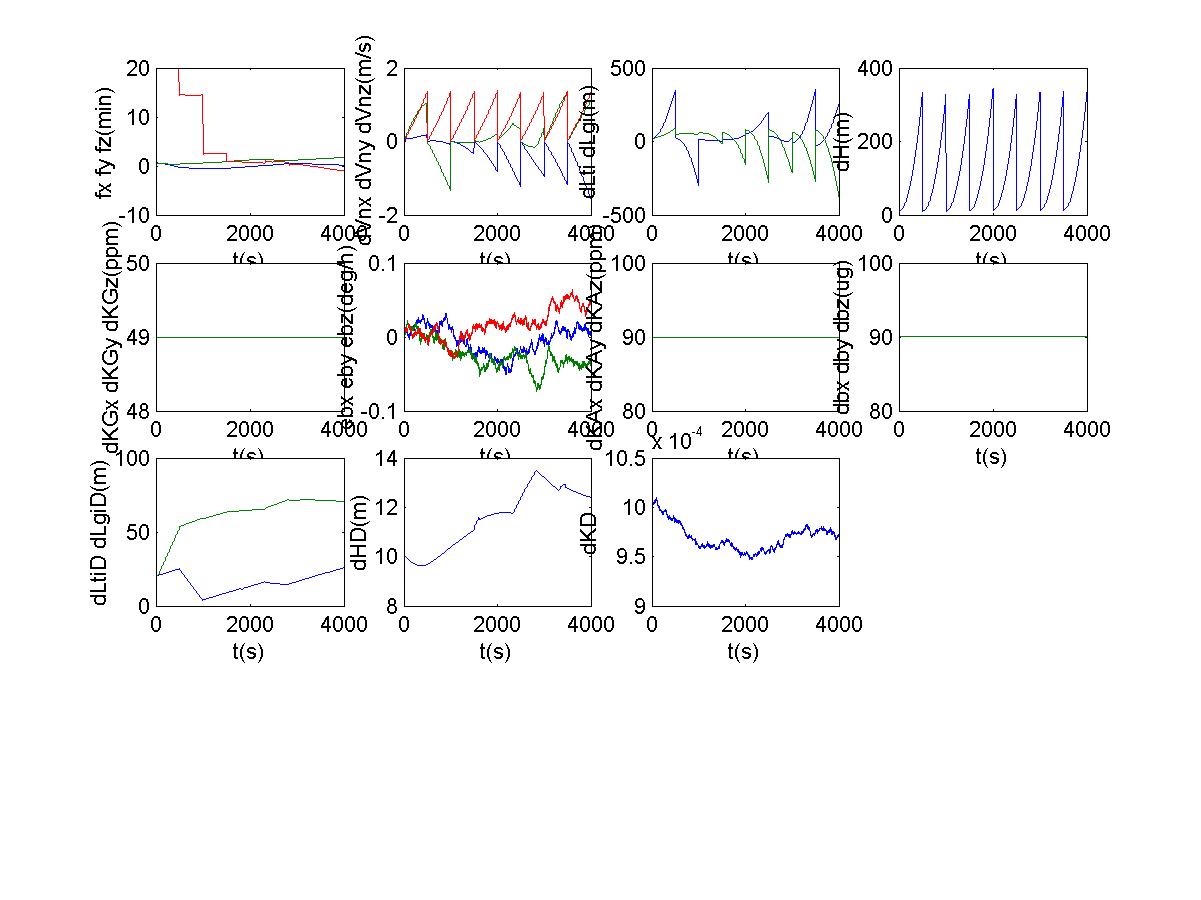 fx fy fz(min)
20
10
0
-10
0 2000 4000
t(s)
dVnx dVny dVnz(m/s)
2
0
-2
0 2000 4000
t(s)
dLti dLgi(m)
500
0
-500
0 2000 4000
t(s)
dH(m)
400
200
0
0 2000 4000
t(s)
dKGx dKGy dKGz(ppm)
50
49
48
0 2000 4000
t(s)
ebx eby ebz(deg/h)
0.1
0
-0.1
0 2000 4000
t(s)
dKAx dKAy dKAz(ppm)
100
90
80
0 2000 4000
t(s)
dbx dby dbz(ug)
100
90
80
0 2000 4000
t(s)
dLtiD dLgiD(m)
100
50
0
0 2000 4000
t(s)
dHD(m)
14
12
10
8
0 2000 4000
t(s)
dKD
x 10^-4
10.5
10
9.5
9
0 2000 4000
t(s)